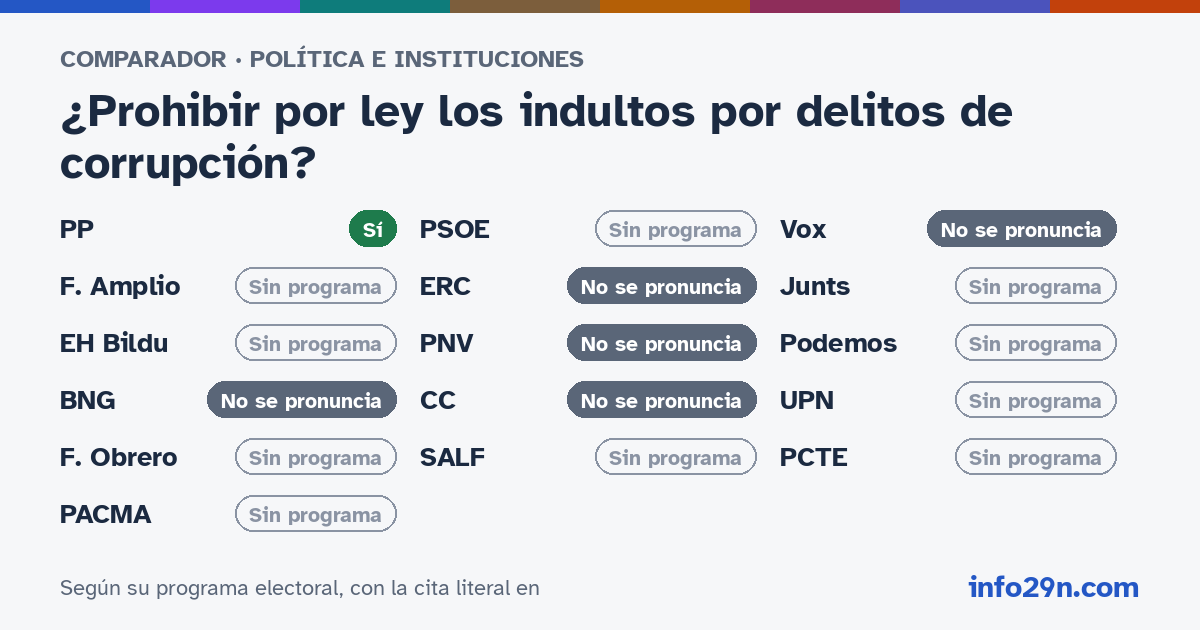 COMPARADOR · POLÍTICA E INSTITUCIONES
¿Prohibir por ley los indultos por delitos de
corrupción?
PP Sí PSOE Sin programa Vox No se pronuncia
F. Amplio Sin programa ERC No se pronuncia Junts Sin programa
EH Bildu Sin programa PNV No se pronuncia Podemos Sin programa
BNG No se pronuncia CC No se pronuncia UPN Sin programa
F. Obrero Sin programa SALF Sin programa PCTE Sin programa
PACMA Sin programa
Según su programa electoral, con la cita literal en info29n.com